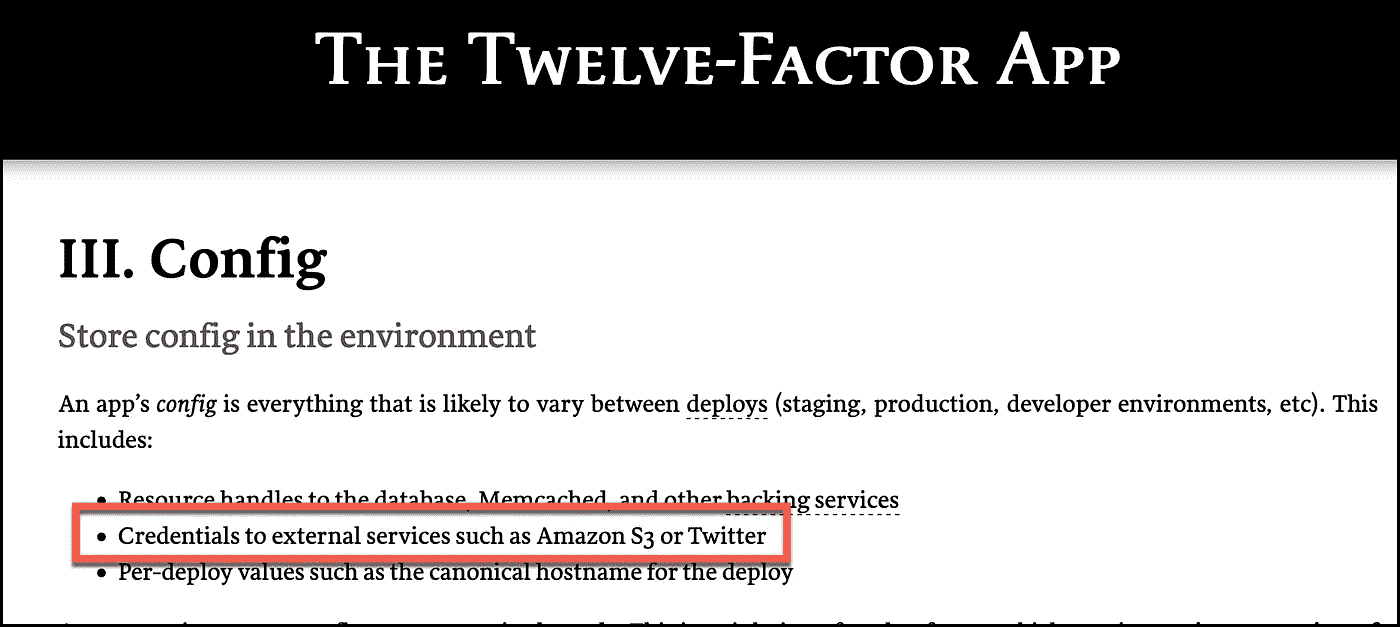 The Twelve-Factor App
III. Config
Store config in the environment
An app’s config is everything that is likely to vary between deploys (staging, production, developer environments, etc). This
includes:
• Resource handles to the database, Memcached, and other backing services
• Credentials to external services such as Amazon S3 or Twitter
• Per-deploy values such as the canonical hostname for the deploy